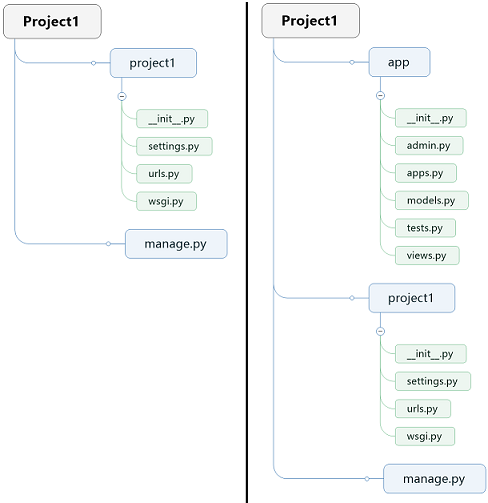 Project1
project1
__init__.py
settings.py
urls.py
wsgi.py
manage.py
Project1
app
__init__.py
admin.py
apps.py
models.py
tests.py
views.py
project1
__init__.py
settings.py
urls.py
wsgi.py
manage.py